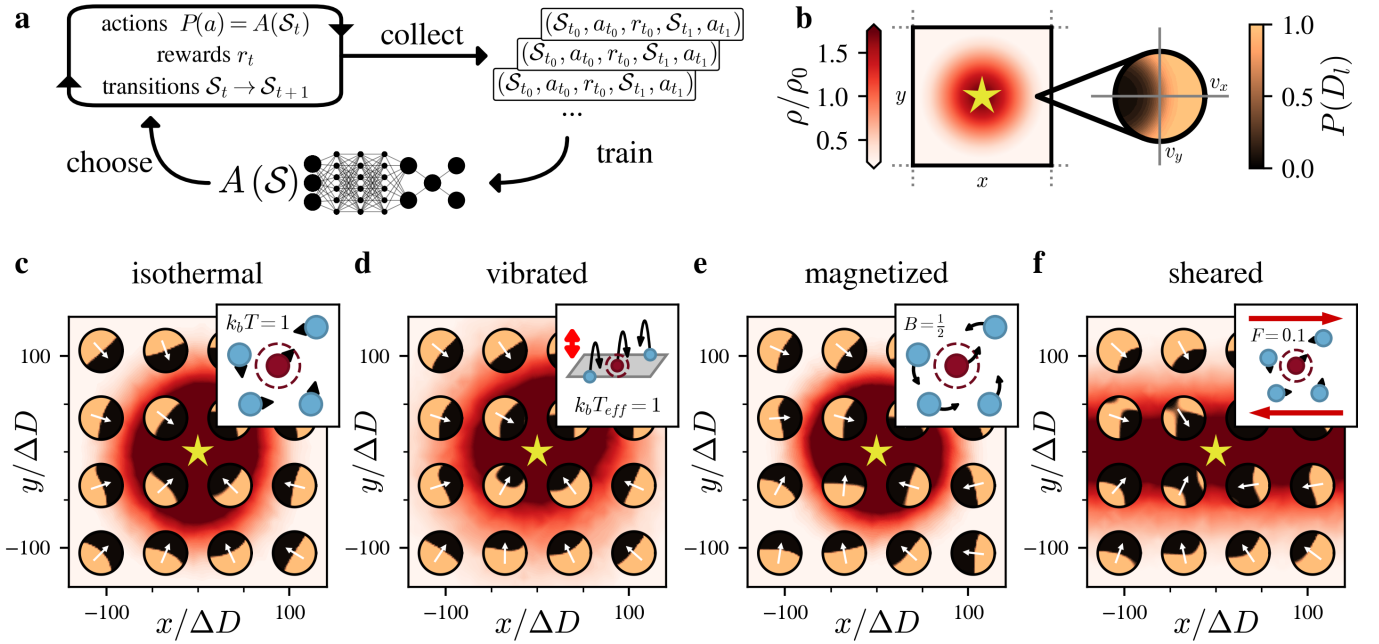 a
actions P(a) = A(𝒮_t)
rewards r_t
transitions 𝒮_t → 𝒮_{t+1}
collect
(𝒮_{t_0}, a_{t_0}, r_{t_0}, 𝒮_{t_1}, a_{t_1})
(𝒮_{t_0}, a_{t_0}, r_{t_0}, 𝒮_{t_1}, a_{t_1})
(𝒮_{t_0}, a_{t_0}, r_{t_0}, 𝒮_{t_1}, a_{t_1})
...
choose
A(𝒮)
train
b
ρ/ρ_0
1.5
1.0
0.5
y
x
v_x
v_y
1.0
0.5
0.0
P(D_l)
c
isothermal
k_bT=1
y/ΔD
100
−100
−100
100
x/ΔD
d
vibrated
k_bT_{eff}=1
y/ΔD
100
−100
−100
100
x/ΔD
e
magnetized
B=1/2
y/ΔD
100
−100
−100
100
x/ΔD
f
sheared
F=0.1
y/ΔD
100
−100
−100
100
x/ΔD